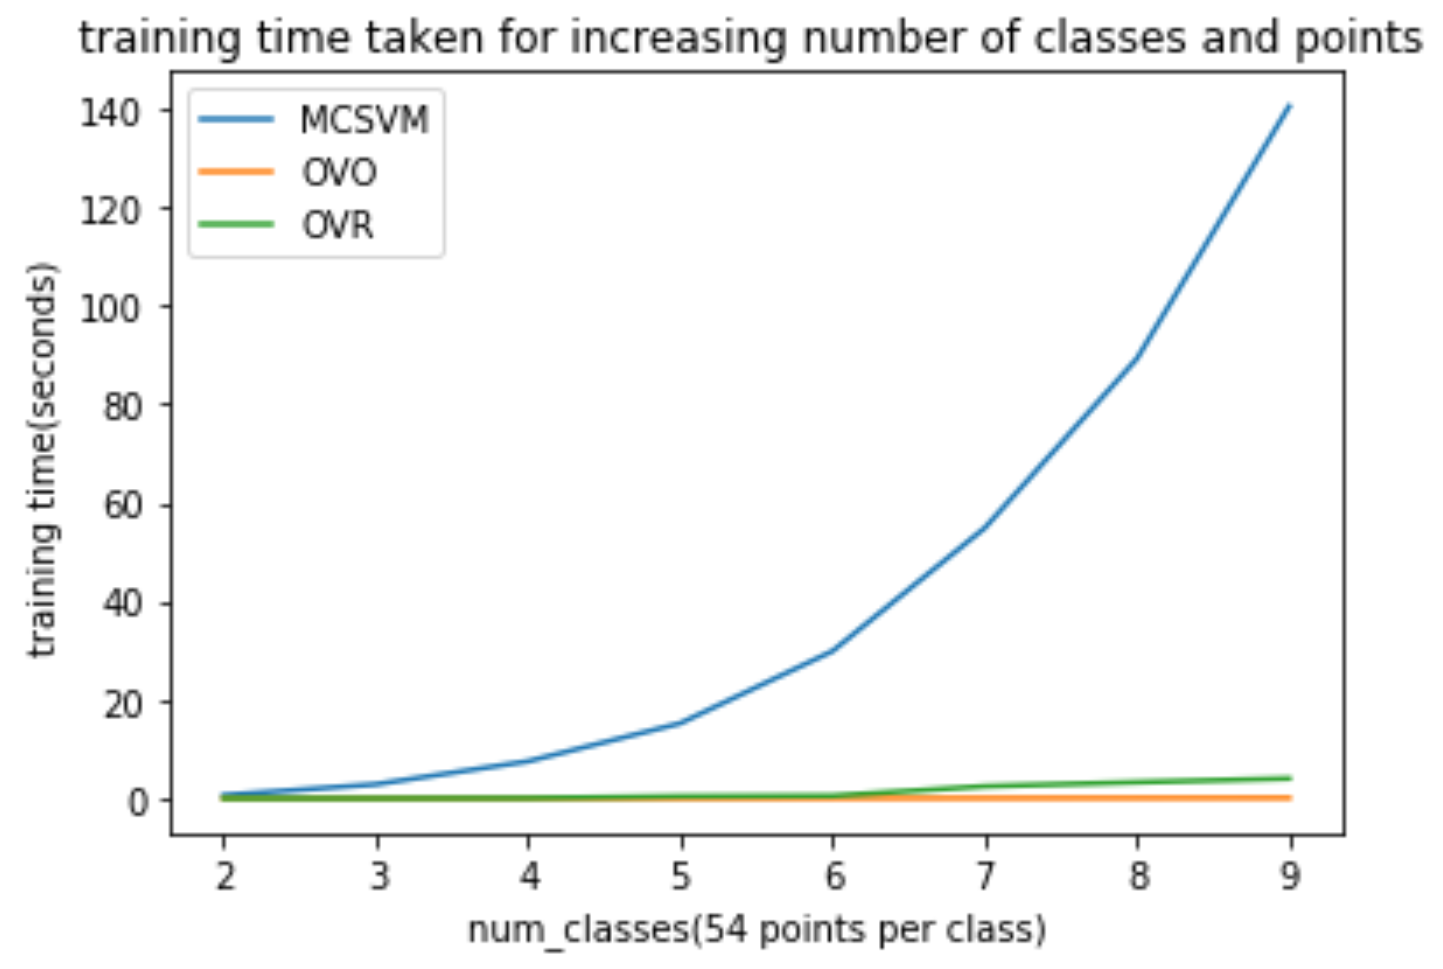 training time taken for increasing number of classes and points
MCSVM
OVO
OVR
training time(seconds)
140
120
100
80
60
40
20
0
2 3 4 5 6 7 8 9
num_classes(54 points per class)